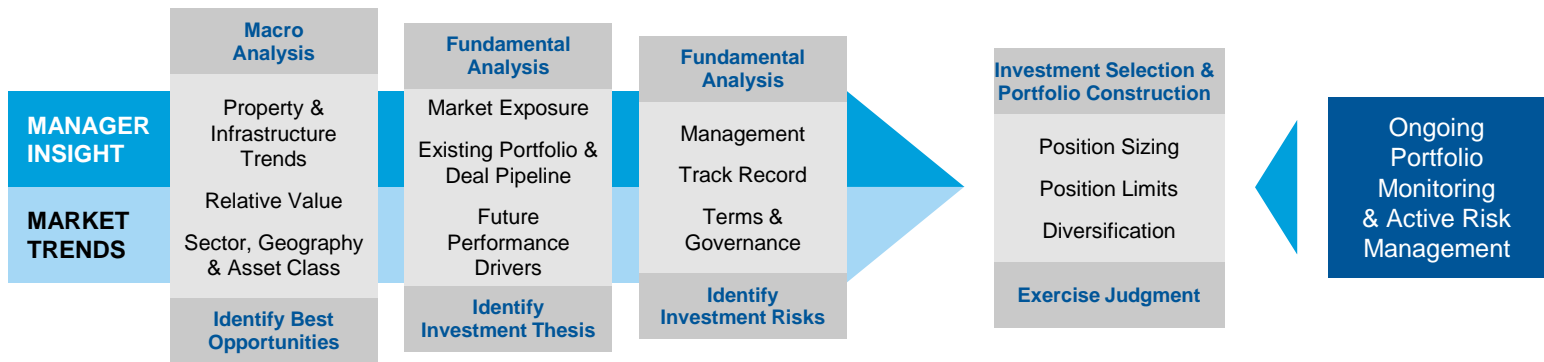 MANAGER
INSIGHT
MARKET
TRENDS
Macro
Analysis
Property &
Infrastructure
Trends
Relative Value
Sector, Geography
& Asset Class
Identify Best
Opportunities
Fundamental
Analysis
Market Exposure
Existing Portfolio &
Deal Pipeline
Future
Performance
Drivers
Identify
Investment Thesis
Fundamental
Analysis
Management
Track Record
Terms &
Governance
Identify
Investment Risks
Investment Selection &
Portfolio Construction
Position Sizing
Position Limits
Diversification
Exercise Judgment
Ongoing
Portfolio
Monitoring
& Active Risk
Management